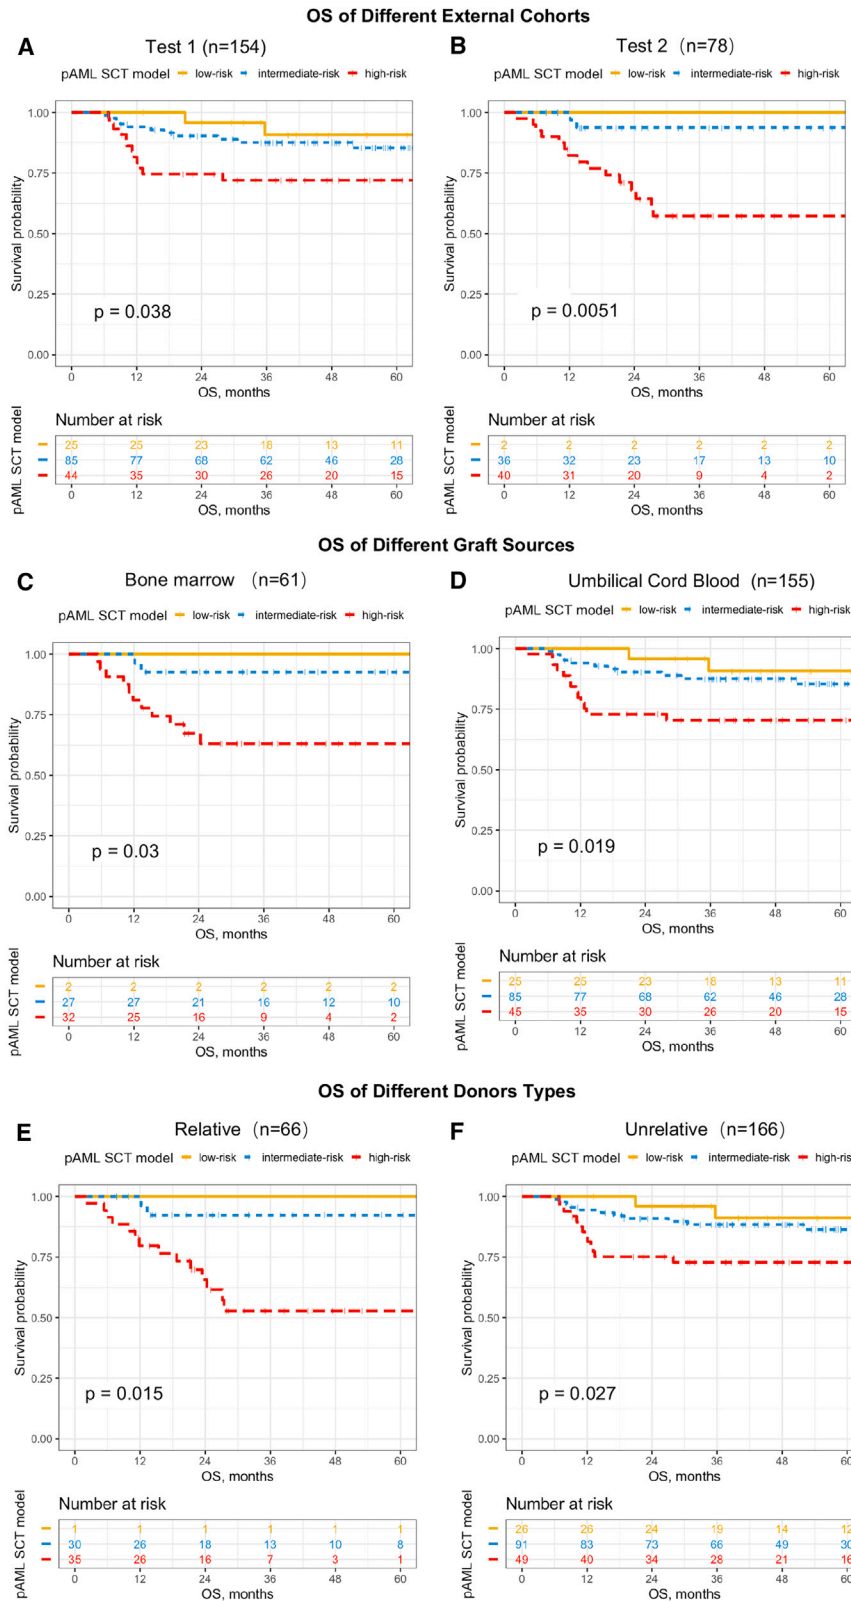 OS of Different External Cohorts
A
Test 1 (n=154)
pAML SCT model low-risk intermediate-risk high-risk
Survival probability
1.00
0.75
0.50
0.25
0.00
p = 0.038
0 12 24 36 48 60
OS, months
Number at risk
pAML SCT model
25 25 23 18 13 11
85 77 68 62 46 28
44 35 30 26 20 15
0 12 24 36 48 60
OS, months
B
Test 2 (n=78)
pAML SCT model low-risk intermediate-risk high-risk
Survival probability
1.00
0.75
0.50
0.25
0.00
p = 0.0051
0 12 24 36 48 60
OS, months
Number at risk
pAML SCT model
2 2 2 2 2 2
36 32 23 17 13 10
40 31 20 9 4 2
0 12 24 36 48 60
OS, months
OS of Different Graft Sources
C
Bone marrow (n=61)
pAML SCT model low-risk intermediate-risk high-risk
Survival probability
1.00
0.75
0.50
0.25
0.00
p = 0.03
0 12 24 36 48 60
OS, months
Number at risk
pAML SCT model
2 2 2 2 2 2
27 27 21 16 12 10
32 25 16 9 4 2
0 12 24 36 48 60
OS, months
D
Umbilical Cord Blood (n=155)
pAML SCT model low-risk intermediate-risk high-risk
Survival probability
1.00
0.75
0.50
0.25
0.00
p = 0.019
0 12 24 36 48 60
OS, months
Number at risk
pAML SCT model
25 25 23 18 13 11
85 77 68 62 46 28
45 35 30 26 20 15
0 12 24 36 48 60
OS, months
OS of Different Donors Types
E
Relative (n=66)
pAML SCT model low-risk intermediate-risk high-risk
Survival probability
1.00
0.75
0.50
0.25
0.00
p = 0.015
0 12 24 36 48 60
OS, months
Number at risk
pAML SCT model
1 1 1 1 1 1
30 26 18 13 10 8
35 26 16 7 3 1
0 12 24 36 48 60
OS, months
F
Unrelative (n=166)
pAML SCT model low-risk intermediate-risk high-ris
Survival probability
1.00
0.75
0.50
0.25
0.00
p = 0.027
0 12 24 36 48 60
OS, months
Number at risk
pAML SCT model
26 26 24 19 14 12
91 83 73 66 49 30
49 40 34 28 21 16
0 12 24 36 48 60
OS, months